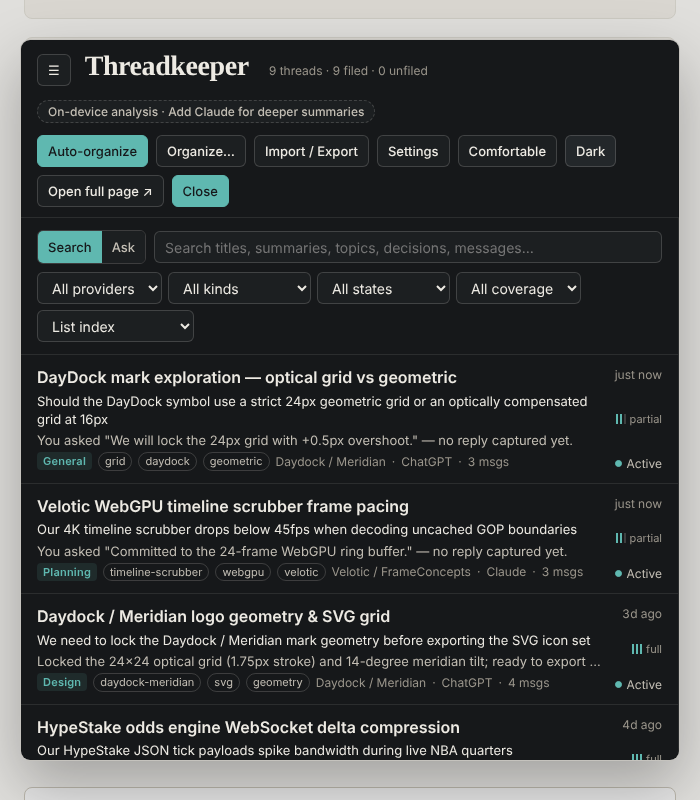 ☰ Threadkeeper 9 threads · 9 filed · 0 unfiled
On-device analysis · Add Claude for deeper summaries
Auto-organize Organize... Import / Export Settings Comfortable Dark
Open full page ↗ Close
Search Ask Search titles, summaries, topics, decisions, messages...
All providers All kinds All states All coverage
List index
DayDock mark exploration — optical grid vs geometric just now
Should the DayDock symbol use a strict 24px geometric grid or an optically compensated
grid at 16px partial
You asked "We will lock the 24px grid with +0.5px overshoot." — no reply captured yet.
General grid daydock geometric Daydock / Meridian · ChatGPT · 3 msgs Active
Velotic WebGPU timeline scrubber frame pacing just now
Our 4K timeline scrubber drops below 45fps when decoding uncached GOP boundaries partial
You asked "Committed to the 24-frame WebGPU ring buffer." — no reply captured yet.
Planning timeline-scrubber webgpu velotic Velotic / FrameConcepts · Claude · 3 msgs Active
Daydock / Meridian logo geometry & SVG grid 3d ago
We need to lock the Daydock / Meridian mark geometry before exporting the SVG icon set full
Locked the 24×24 optical grid (1.75px stroke) and 14-degree meridian tilt; ready to export ...
Design daydock-meridian svg geometry Daydock / Meridian · ChatGPT · 4 msgs Active
HypeStake odds engine WebSocket delta compression 4d ago
Our HypeStake JSON tick payloads spike bandwidth during live NBA quarters full